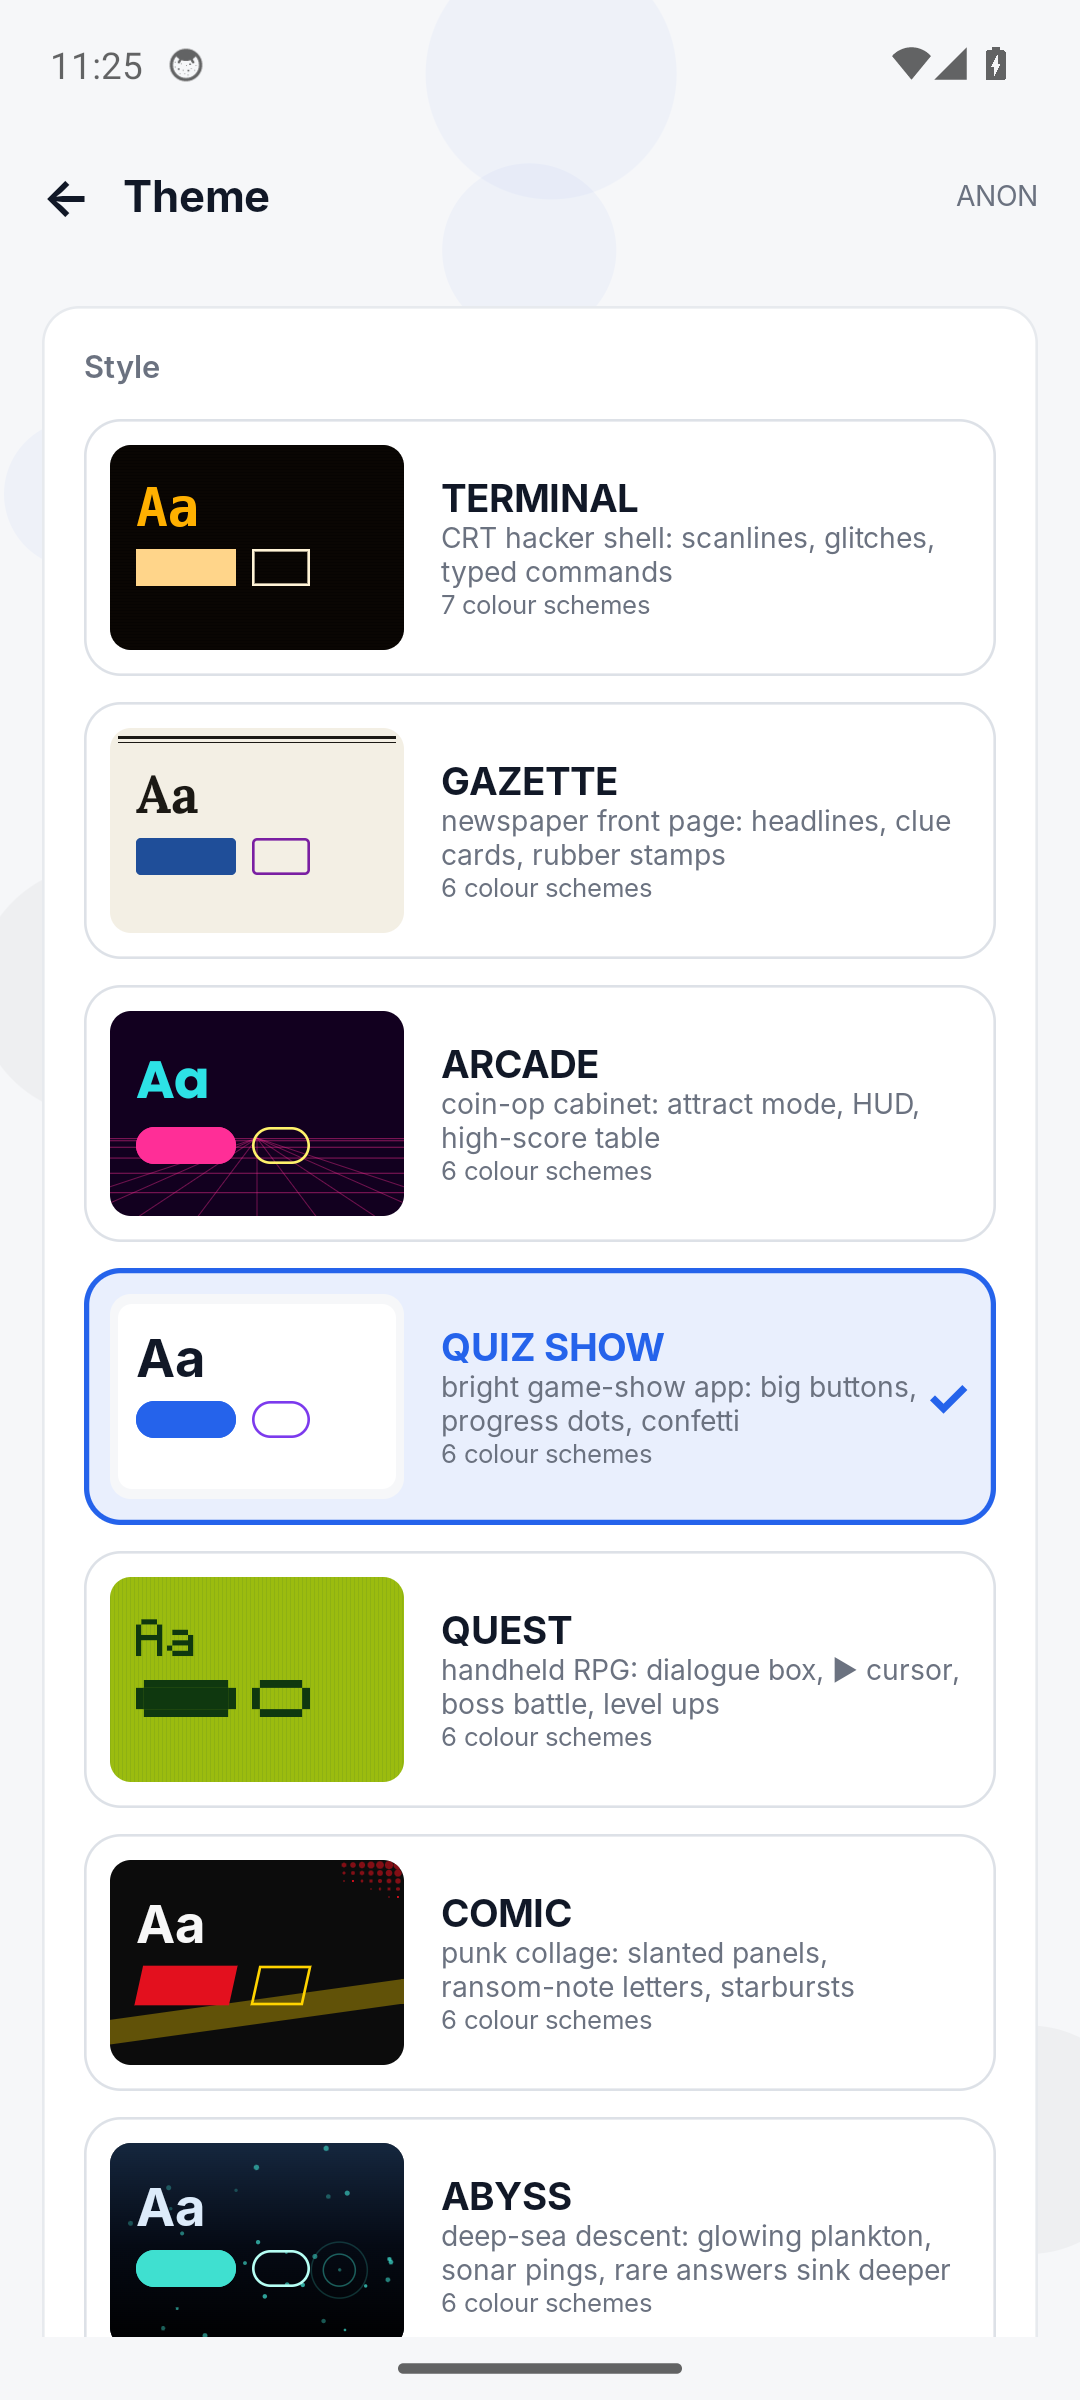 11:25
Theme
ANON
Style
Aa
TERMINAL
CRT hacker shell: scanlines, glitches,
typed commands
7 colour schemes
Aa
GAZETTE
newspaper front page: headlines, clue
cards, rubber stamps
6 colour schemes
Aa
ARCADE
coin-op cabinet: attract mode, HUD,
high-score table
6 colour schemes
Aa
QUIZ SHOW
bright game-show app: big buttons,
progress dots, confetti
6 colour schemes
Aa
QUEST
handheld RPG: dialogue box, ▶ cursor,
boss battle, level ups
6 colour schemes
Aa
COMIC
punk collage: slanted panels,
ransom-note letters, starbursts
6 colour schemes
Aa
ABYSS
deep-sea descent: glowing plankton,
sonar pings, rare answers sink deeper
6 colour schemes